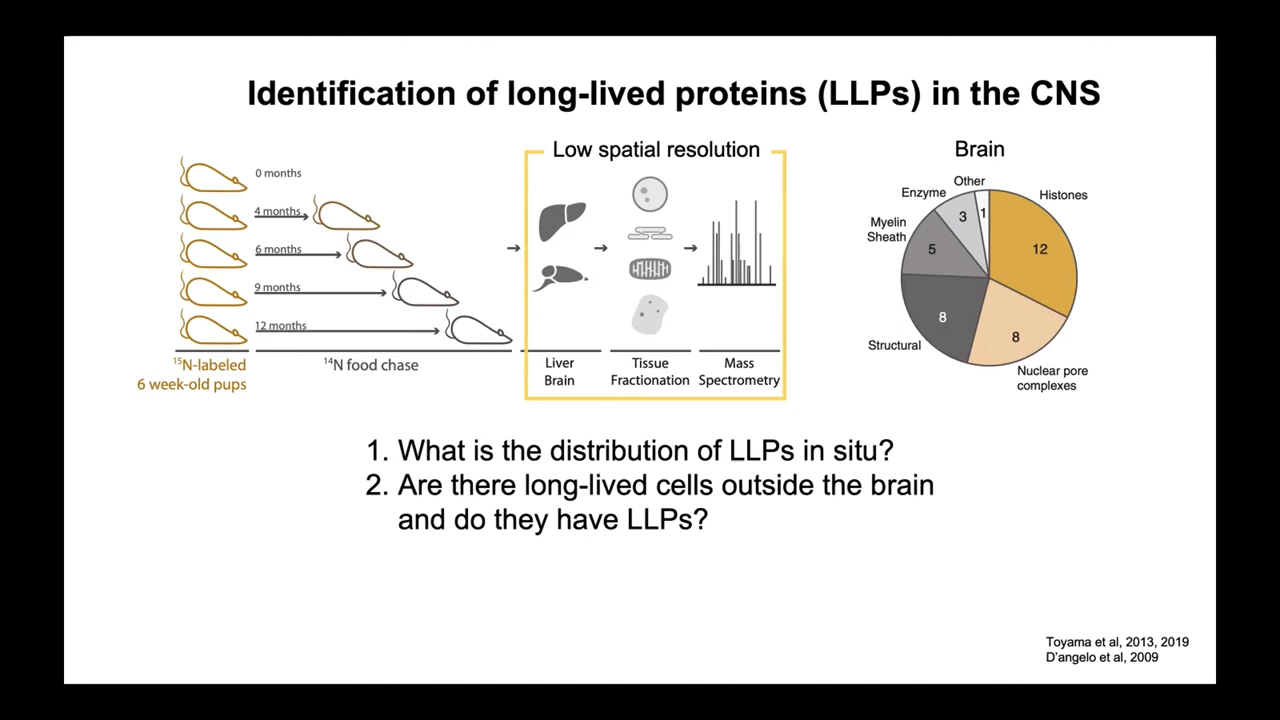 Identification of long-lived proteins (LLPs) in the CNS
0 months
4 months
6 months
9 months
12 months
¹⁵N-labeled
6 week-old pups
¹⁴N food chase
Low spatial resolution
Liver
Brain
Tissue
Fractionation
Mass
Spectrometry
Brain
Other
Enzyme
Histones
Myelin
Sheath
Structural
Nuclear pore
complexes
1
3
12
5
8
8
1. What is the distribution of LLPs in situ?
2. Are there long-lived cells outside the brain
and do they have LLPs?
Toyama et al, 2013, 2019
D'angelo et al, 2009